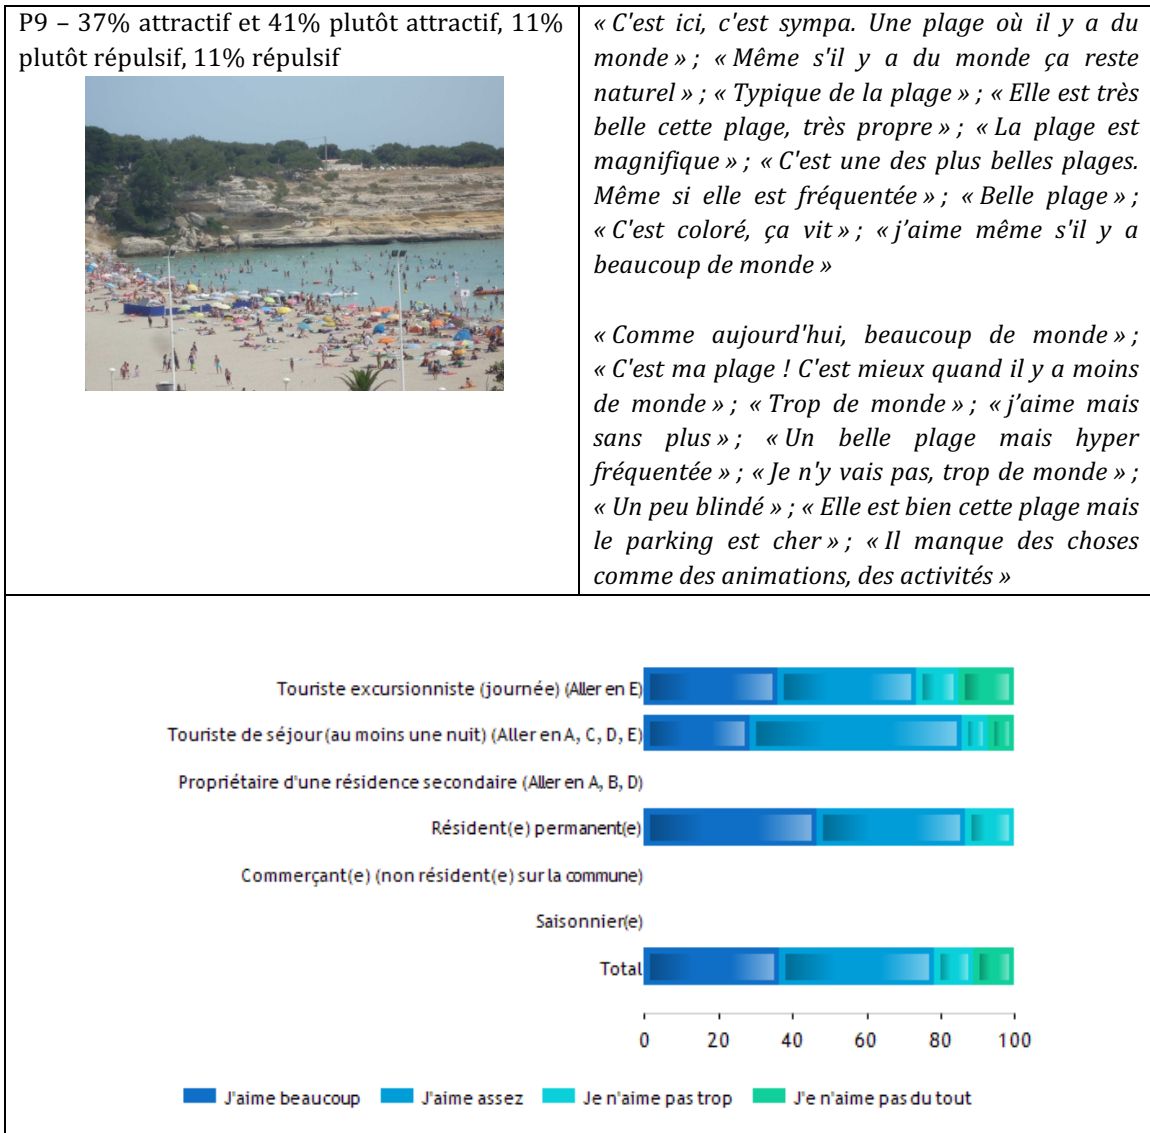 P9 – 37% attractif et 41% plutôt attractif, 11%
plutôt répulsif, 11% répulsif
« C'est ici, c'est sympa. Une plage où il y a du
monde » ; « Même s'il y a du monde ça reste
naturel » ; « Typique de la plage » ; « Elle est très
belle cette plage, très propre » ; « La plage est
magnifique » ; « C'est une des plus belles plages.
Même si elle est fréquentée » ; « Belle plage » ;
« C'est coloré, ça vit » ; « j'aime même s'il y a
beaucoup de monde »
« Comme aujourd'hui, beaucoup de monde » ;
« C'est ma plage ! C'est mieux quand il y a moins
de monde » ; « Trop de monde » ; « j'aime mais
sans plus » ; « Un belle plage mais hyper
fréquentée » ; « Je n'y vais pas, trop de monde » ;
« Un peu blindé » ; « Elle est bien cette plage mais
le parking est cher » ; « Il manque des choses
comme des animations, des activités »
Touriste excursionniste (journée) (Aller en E)
Touriste de séjour (au moins une nuit) (Aller en A, C, D, E)
Propriétaire d'une résidence secondaire (Aller en A, B, D)
Résident(e) permanent(e)
Commerçant(e) (non résident(e) sur la commune)
Saisonnier(e)
Total
0 20 40 60 80 100
J'aime beaucoup J'aime assez Je n'aime pas trop J'e n'aime pas du tout